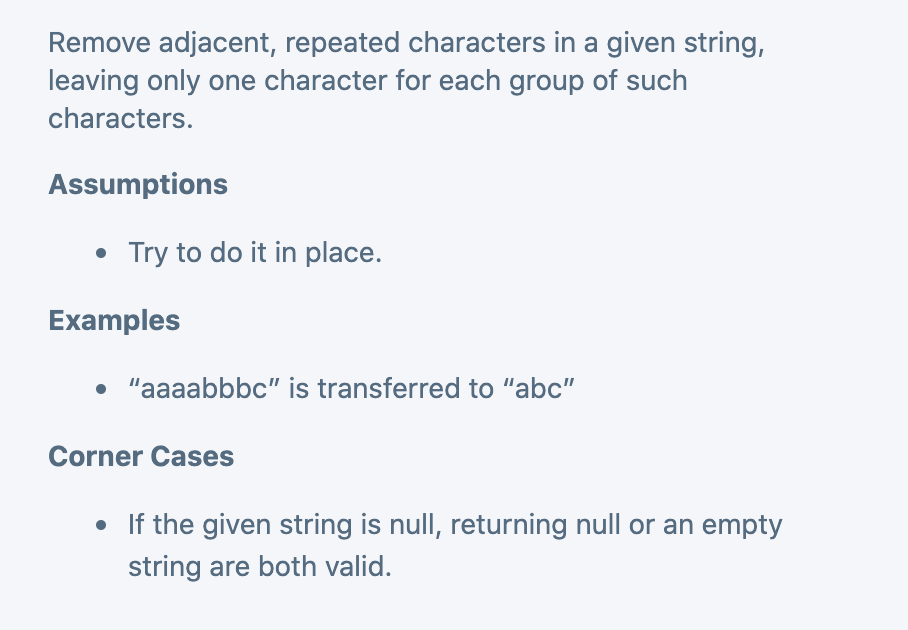 Remove adjacent, repeated characters in a given string,
leaving only one character for each group of such
characters.
Assumptions
• Try to do it in place.
Examples
• “aaaabbbc” is transferred to “abc”
Corner Cases
• If the given string is null, returning null or an empty
string are both valid.